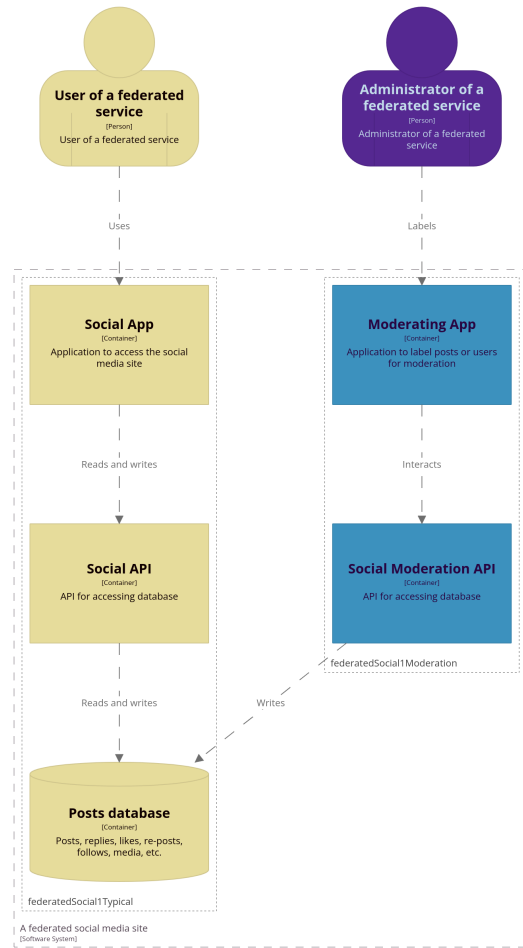 User of a federated
service
[Person]
User of a federated service
Administrator of a
federated service
[Person]
Administrator of a federated
service
Uses
Labels
Social App
[Container]
Application to access the social
media site
Moderating App
[Container]
Application to label posts or users
for moderation
Reads and writes
Interacts
Social API
[Container]
API for accessing database
Social Moderation API
[Container]
API for accessing database
federatedSocial1Moderation
Reads and writes
Writes
Posts database
[Container]
Posts, replies, likes, re-posts,
follows, media, etc.
federatedSocial1Typical
A federated social media site
[Software System]